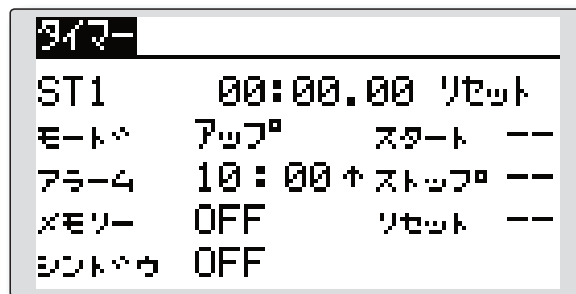 タイマー
ST1 00:00.00 リセット
モード アップ スタート --
アラーム 10:00↑ ストップ --
メモリー OFF リセット --
シンドウ OFF